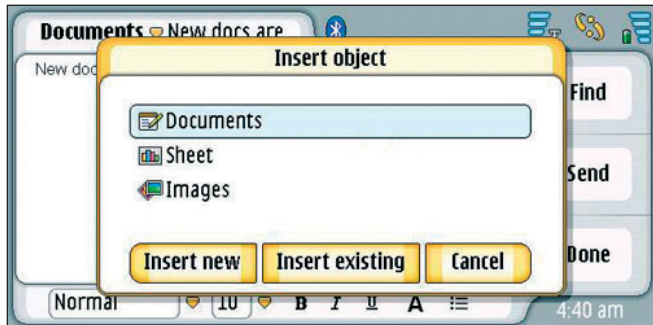 Documents New docs are
Insert object
New doc
Find
Documents
Sheet
Send
Images
Insert new Insert existing Cancel
Done
Normal 10 B I U A
4:40 am